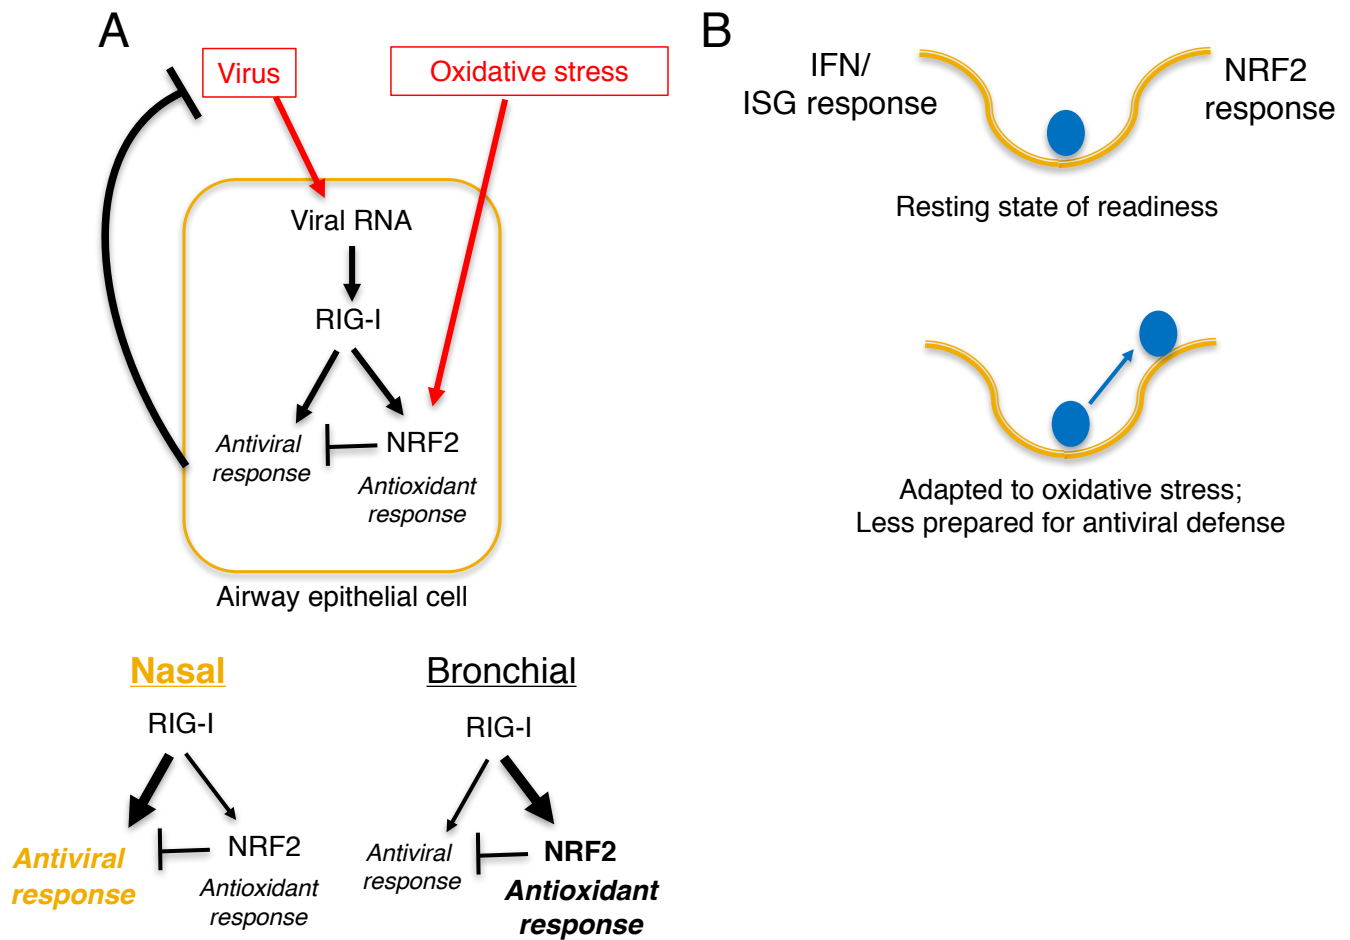 A
Virus
Oxidative stress
Viral RNA
RIG-I
Antiviral
response
NRF2
Antioxidant
response
Airway epithelial cell
Nasal
RIG-I
Antiviral
response
NRF2
Antioxidant
response
Bronchial
RIG-I
Antiviral
response
NRF2
Antioxidant
response
B
IFN/
ISG response
NRF2
response
Resting state of readiness
Adapted to oxidative stress;
Less prepared for antiviral defense